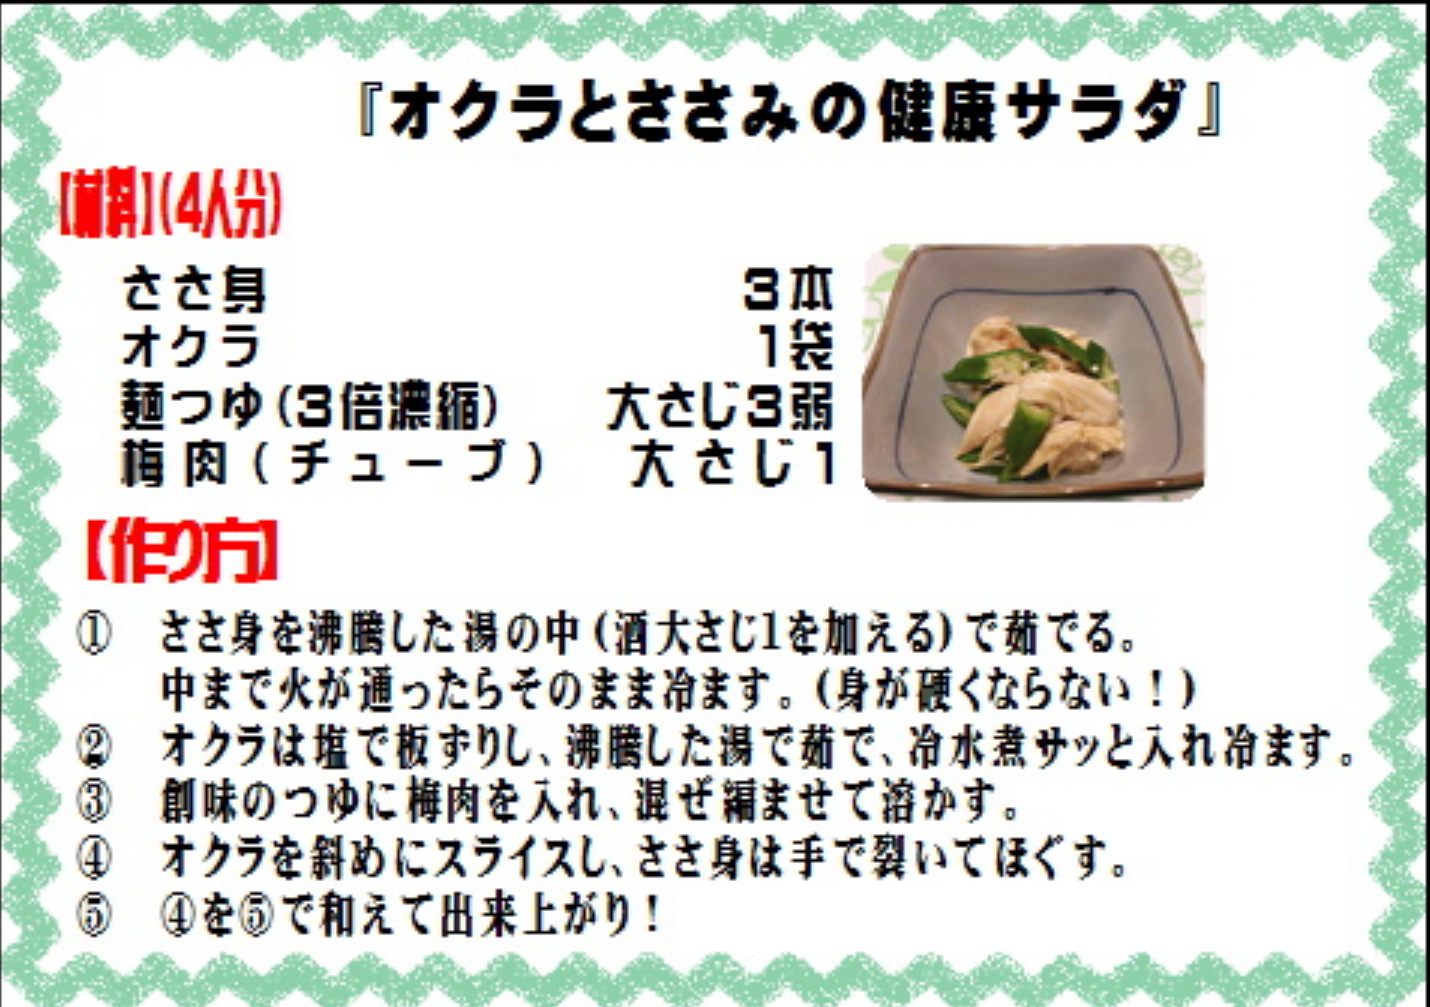 『オクラとささみの健康サラダ』
【材料】(4人分)
ささ身 3本
オクラ 1袋
麺つゆ(3倍濃縮) 大さじ3弱
梅肉(チューブ) 大さじ1
【作り方】
① ささ身を沸騰した湯の中(酒大さじ1を加える)で茹でる。
中まで火が通ったらそのまま冷ます。(身が硬くならない!)
② オクラは塩で板ずりし、沸騰した湯で茹で、冷水煮サッと入れ冷ます。
③ 創味のつゆに梅肉を入れ、混ぜ編ませて溶かす。
④ オクラを斜めにスライスし、ささ身は手で裂いてほぐす。
⑤ ④を⑤で和えて出来上がり!